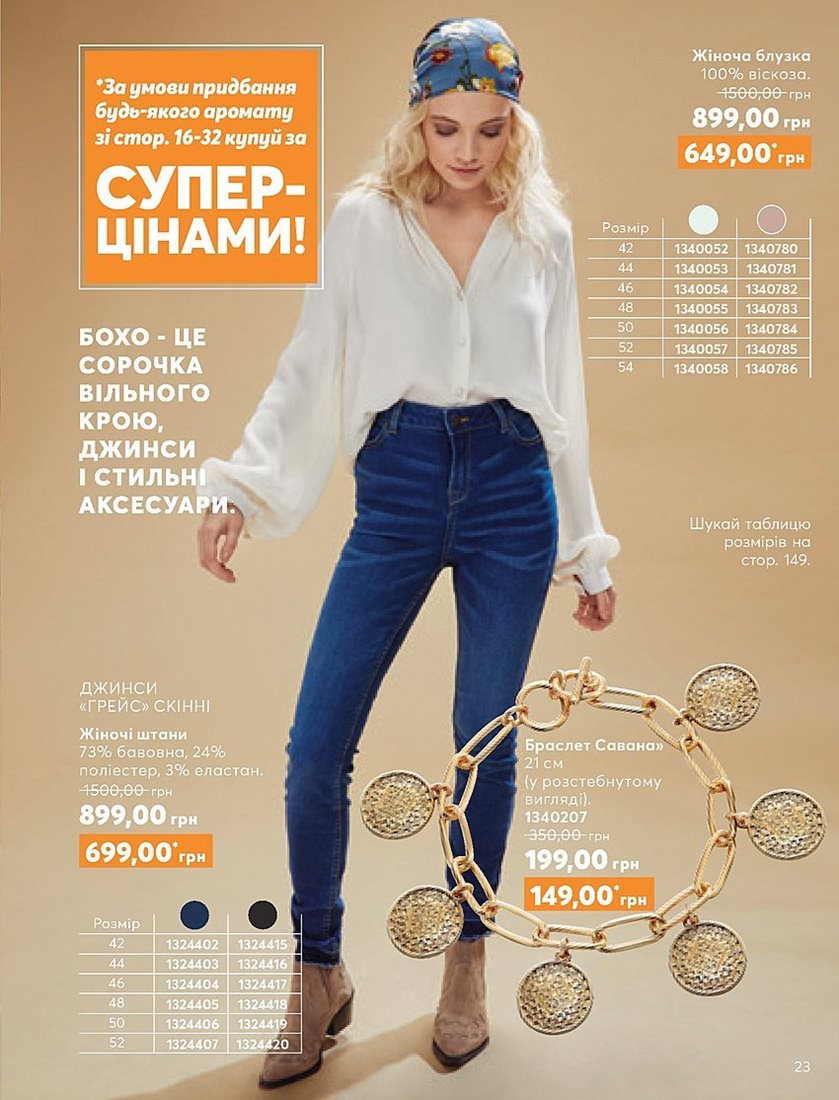 *За умови придбання
будь-якого аромату
зі стор. 16-32 купуй за
СУПЕР-
ЦІНАМИ!
БОХО - ЦЕ
СОРОЧКА
ВІЛЬНОГО
КРОЮ,
ДЖИНСИ
І СТИЛЬНІ
АКСЕСУАРИ.
Жіноча блузка
100% віскоза.
1500,00 грн
899,00 грн
649,00* грн
Розмір
42 1340052 1340780
44 1340053 1340781
46 1340054 1340782
48 1340055 1340783
50 1340056 1340784
52 1340057 1340785
54 1340058 1340786
Шукай таблицю
розмірів на
стор. 149.
ДЖИНСИ
«ГРЕЙС» СКІННІ
Жіночі штани
73% бавовна, 24%
поліестер, 3% еластан.
1500,00 грн
899,00 грн
699,00* грн
Розмір
42 1324402 1324415
44 1324403 1324416
46 1324404 1324417
48 1324405 1324418
50 1324406 1324419
52 1324407 1324420
Браслет Савана»
21 см
(у розстебнутому
вигляді).
1340207
350,00 грн
199,00 грн
149,00* грн
23